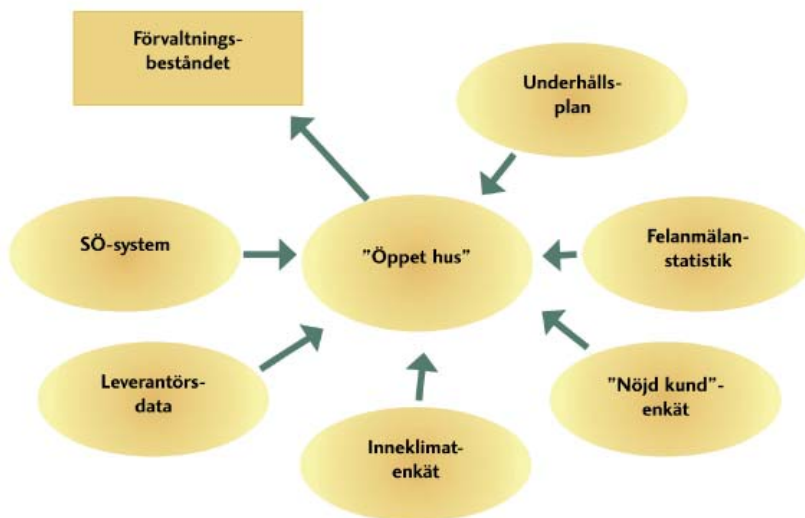 Förvaltnings-
beståndet
Underhålls-
plan
SÖ-system
"Öppet hus"
Felanmälan-
statistik
Leverantörs-
data
"Nöjd kund"-
enkät
Inneklimat-
enkät